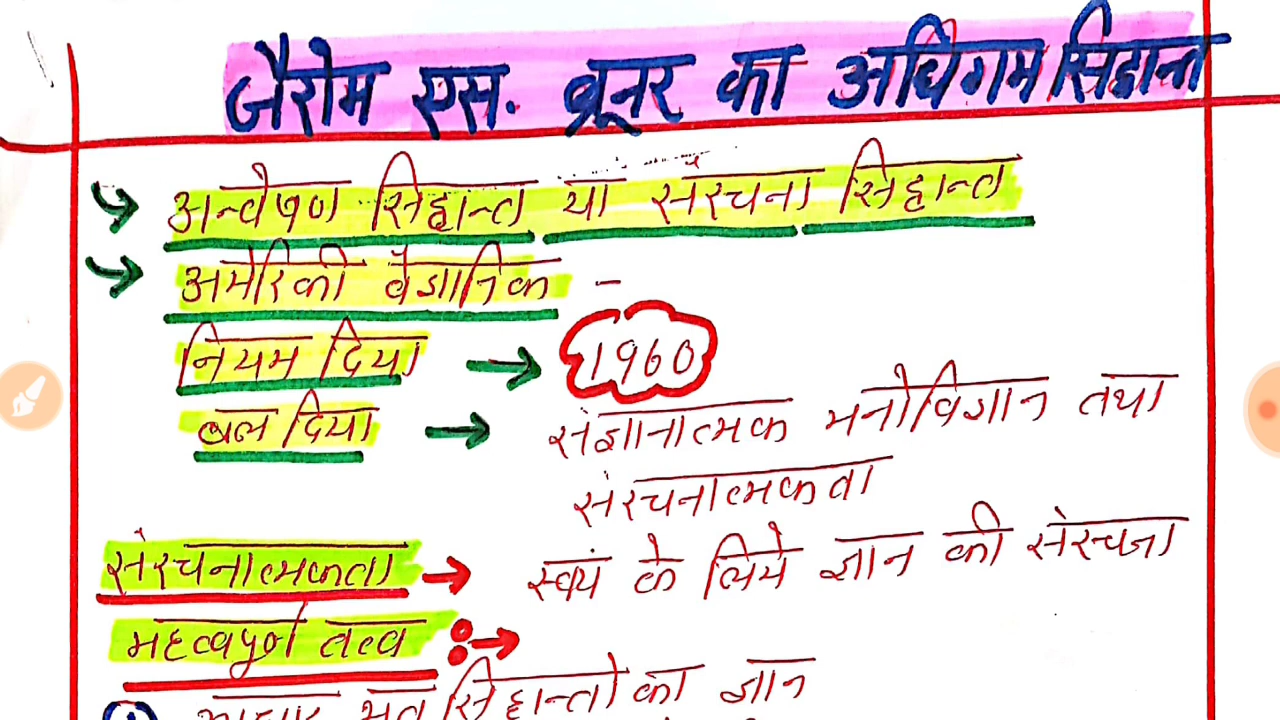 जैरोम एस. ब्रूनर का अधिगम सिद्धान्त
अन्वेषण सिद्धान्त या संरचना सिद्धान्त
अमेरिकी वैज्ञानिक -
नियम दिया → 1960
बल दिया → संज्ञानात्मक मनोविज्ञान तथा
संरचनात्मकता
संरचनात्मकता → स्वयं के लिये ज्ञान की संरचना
महत्वपूर्ण तत्व :→
आधार भूत सिद्धान्तो का ज्ञान